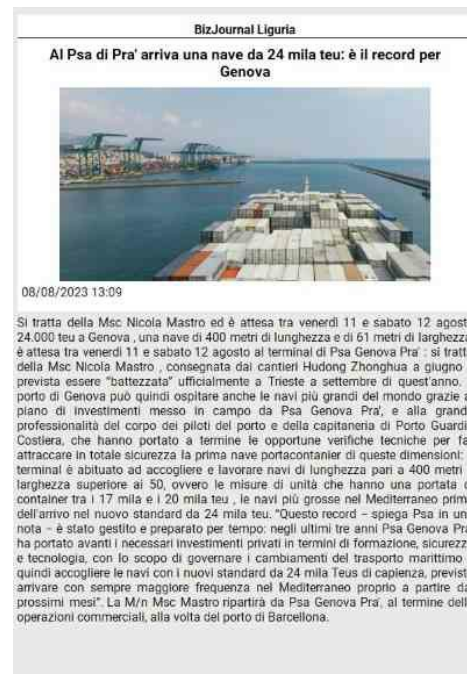 BizJournal Liguria
Al Psa di Pra' arriva una nave da 24 mila teu: è il record per
Genova
08/08/2023 13:09
Si tratta della Msc Nicola Mastro ed è attesa tra venerdì 11 e sabato 12 agost
24.000 teu a Genova , una nave di 400 metri di lunghezza e di 61 metri di larghezza
è attesa tra venerdì 11 e sabato 12 agosto al terminal di Psa Genova Pra' : si tratt
della Msc Nicola Mastro , consegnata dai cantieri Hudong Zhonghua a giugno
prevista essere "battezzata" ufficialmente a Trieste a settembre di quest'anno.
porto di Genova può quindi ospitare anche le navi più grandi del mondo grazie a
piano di investimenti messo in campo da Psa Genova Pra', e alla grand
professionalità del corpo dei piloti del porto e della capitaneria di Porto Guardi
Costiera, che hanno portato a termine le opportune verifiche tecniche per fa
attraccare in totale sicurezza la prima nave portacontainer di queste dimensioni:
terminal è abituato ad accogliere e lavorare navi di lunghezza pari a 400 metri
larghezza superiore ai 50, ovvero le misure di unità che hanno una portata d
container tra i 17 mila e i 20 mila teu , le navi più grosse nel Mediterraneo prim
dell'arrivo nel nuovo standard da 24 mila teu. "Questo record – spiega Psa in un
nota – è stato gestito e preparato per tempo: negli ultimi tre anni Psa Genova Pra
ha portato avanti i necessari investimenti privati in termini di formazione, sicurezz
e tecnologia, con lo scopo di governare i cambiamenti del trasporto marittimo
quindi accogliere le navi con i nuovi standard da 24 mila Teus di capienza, previst
arrivare con sempre maggiore frequenza nel Mediterraneo proprio a partire da
prossimi mesi". La M/n Msc Mastro ripartirà da Psa Genova Pra', al termine dell
operazioni commerciali, alla volta del porto di Barcellona.